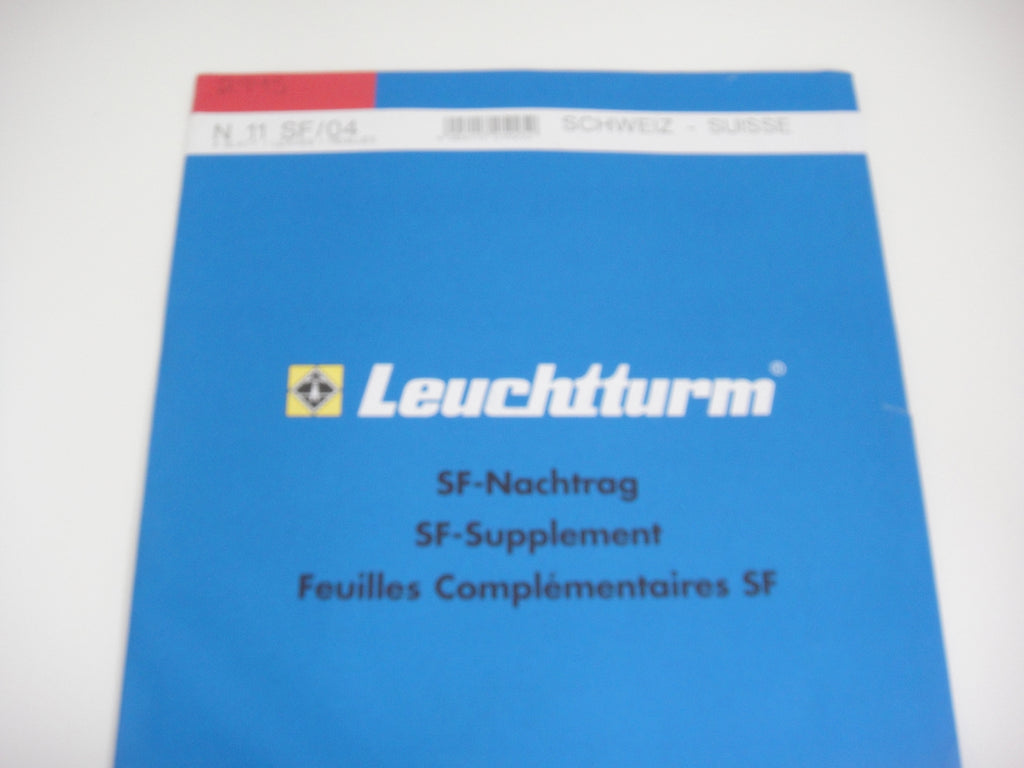 N 11 SF/04 SCHWEIZ - SUISSE
Leuchtturm®
SF-Nachtrag
SF-Supplement
Feuilles Complémentaires SF